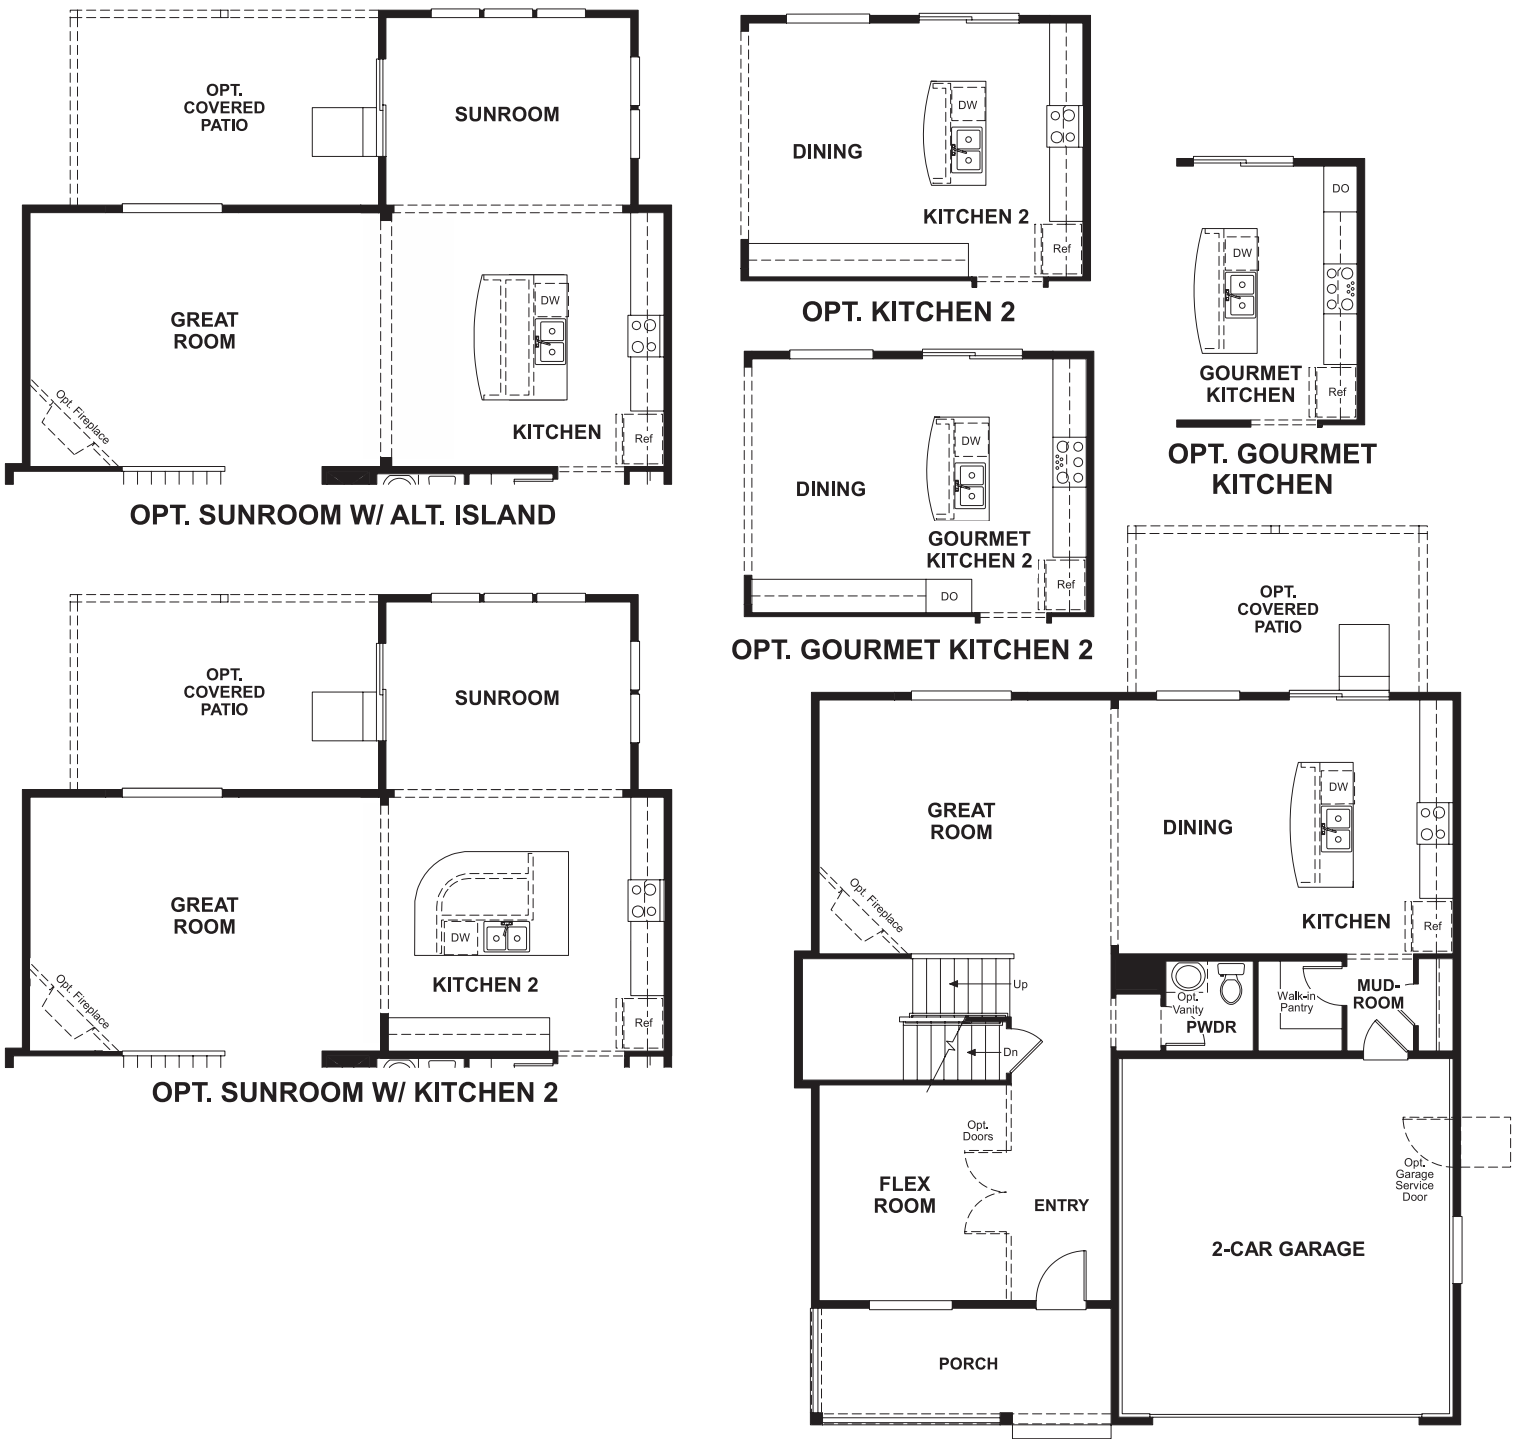 OPT.
COVERED
PATIO
SUNROOM
GREAT
ROOM
Opt. Fireplace
DW
KITCHEN
Ref
OPT. SUNROOM W/ ALT. ISLAND
DINING
DW
KITCHEN 2
Ref
OPT. KITCHEN 2
DO
DW
GOURMET
KITCHEN
Ref
OPT. GOURMET
KITCHEN
DINING
DW
GOURMET
KITCHEN 2
Ref
DO
OPT. GOURMET KITCHEN 2
OPT.
COVERED
PATIO
SUNROOM
GREAT
ROOM
Opt. Fireplace
DW
KITCHEN 2
Ref
OPT. SUNROOM W/ KITCHEN 2
OPT.
COVERED
PATIO
GREAT
ROOM
Opt. Fireplace
DINING
DW
KITCHEN
Ref
Up
Dn
Opt.
Vanity
PWDR
Walk-in
Pantry
MUD-
ROOM
Opt.
Doors
FLEX
ROOM
ENTRY
Opt.
Garage
Service
Door
2-CAR GARAGE
PORCH